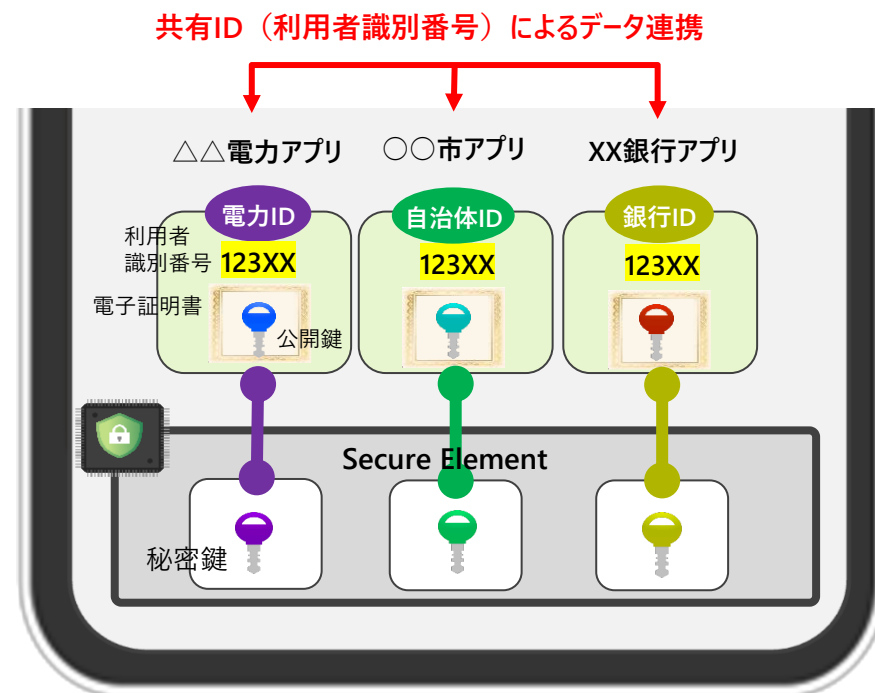 共有ID（利用者識別番号）によるデータ連携
△△電力アプリ
○○市アプリ
XX銀行アプリ
電力ID
自治体ID
銀行ID
利用者
識別番号
123XX
123XX
123XX
電子証明書
公開鍵
Secure Element
秘密鍵